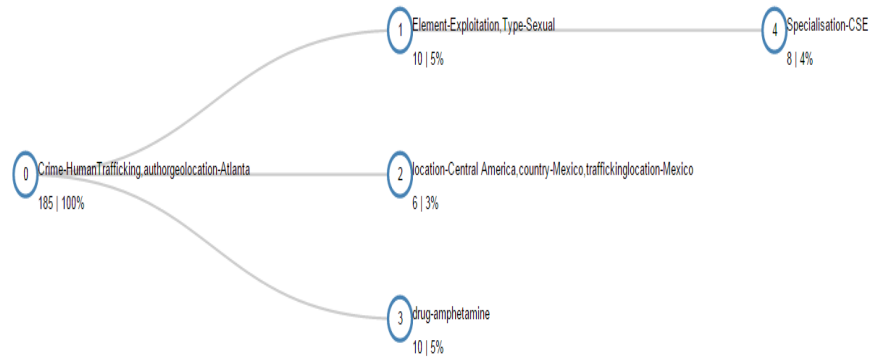 1 Element-Exploitation,Type-Sexual
10 | 5%
4 Specialisation-CSE
8 | 4%
0 Crime-HumanTrafficking,authorgeolocation-Atlanta
185 | 100%
2 location-Central America,country-Mexico,traffickinglocation-Mexico
6 | 3%
3 drug-amphetamine
10 | 5%